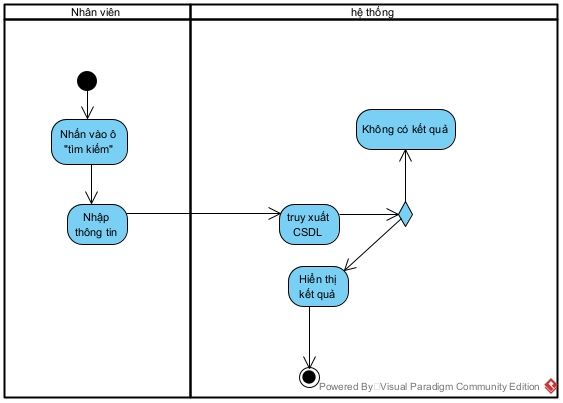 Nhân viên
hệ thống
Nhấn vào ô
"tìm kiếm"
Không có kết quả
Nhập
thông tin
truy xuất
CSDL
Hiển thị
kết quả
Powered By Visual Paradigm Community Edition